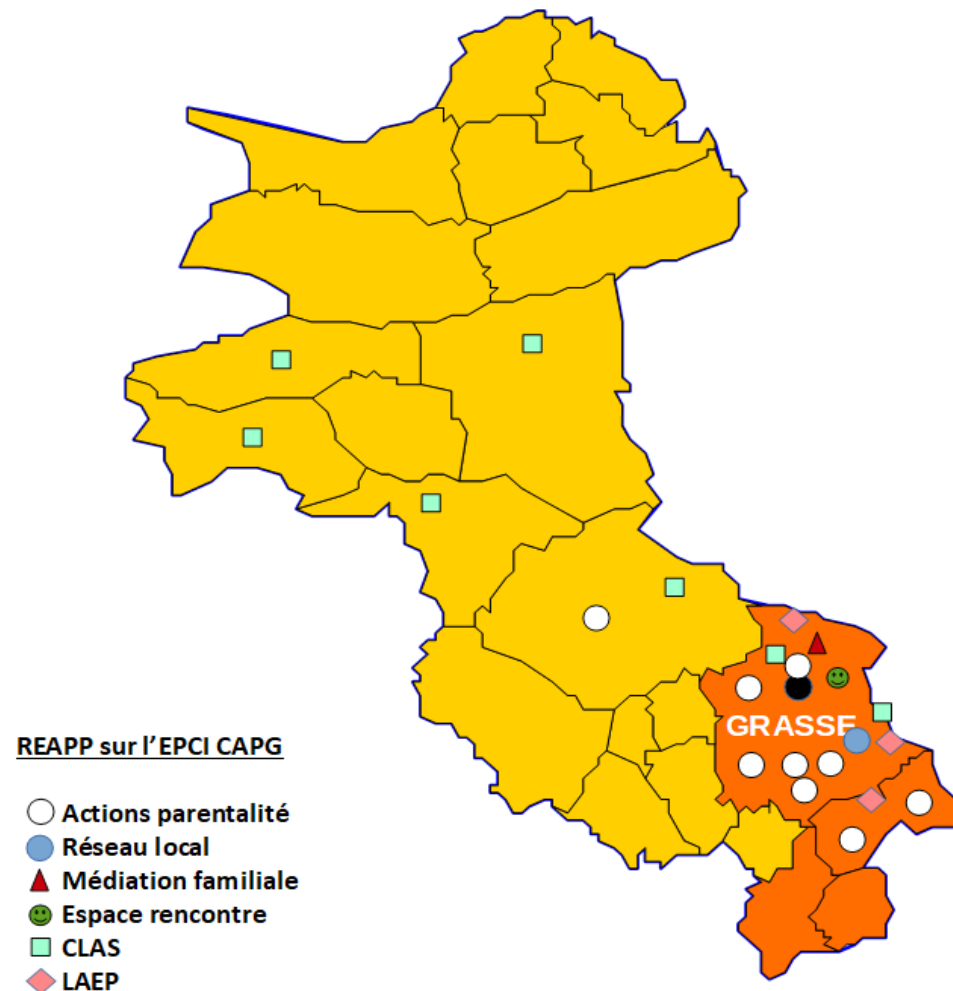 GRASSE
REAPP sur l'EPCI CAPG
Actions parentalité
Réseau local
Médiation familiale
Espace rencontre
CLAS
LAEP